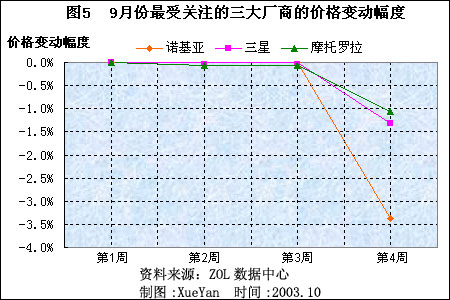 图5  9月份最受关注的三大厂商的价格变动幅度
价格变动幅度
诺基亚 三星 摩托罗拉
0.0%
-0.5%
-1.0%
-1.5%
-2.0%
-2.5%
-3.0%
-3.5%
-4.0%
第1周 第2周 第3周 第4周
资料来源: ZOL数据中心
制图:XueYan 时间:2003.10